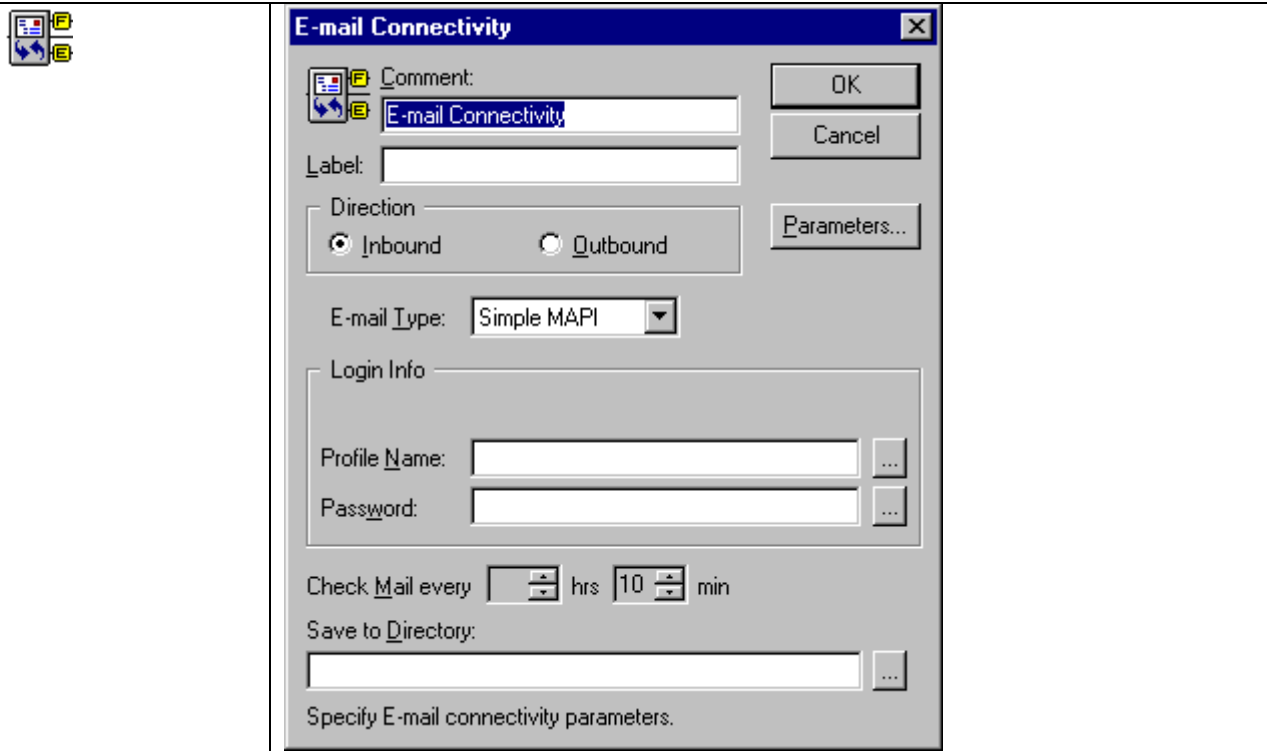 F
E
E-mail Connectivity
F
E
Comment:
E-mail Connectivity
OK
Cancel
Label:
Direction
Inbound
Outbound
Parameters...
E-mail Type:
Simple MAPI
Login Info
Profile Name:
...
Password:
...
Check Mail every hrs 10 min
Save to Directory:
...
Specify E-mail connectivity parameters.